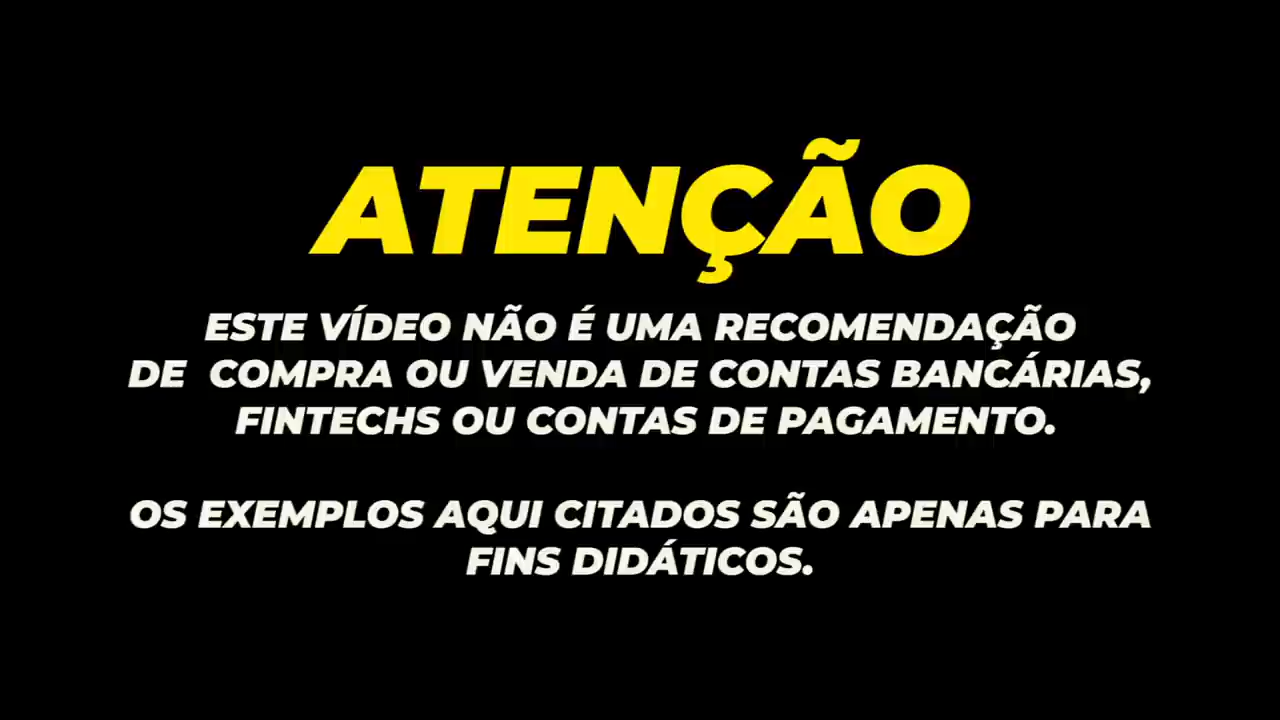 ATENÇÃO
ESTE VÍDEO NÃO É UMA RECOMENDAÇÃO
DE COMPRA OU VENDA DE CONTAS BANCÁRIAS,
FINTECHS OU CONTAS DE PAGAMENTO.
OS EXEMPLOS AQUI CITADOS SÃO APENAS PARA
FINS DIDÁTICOS.